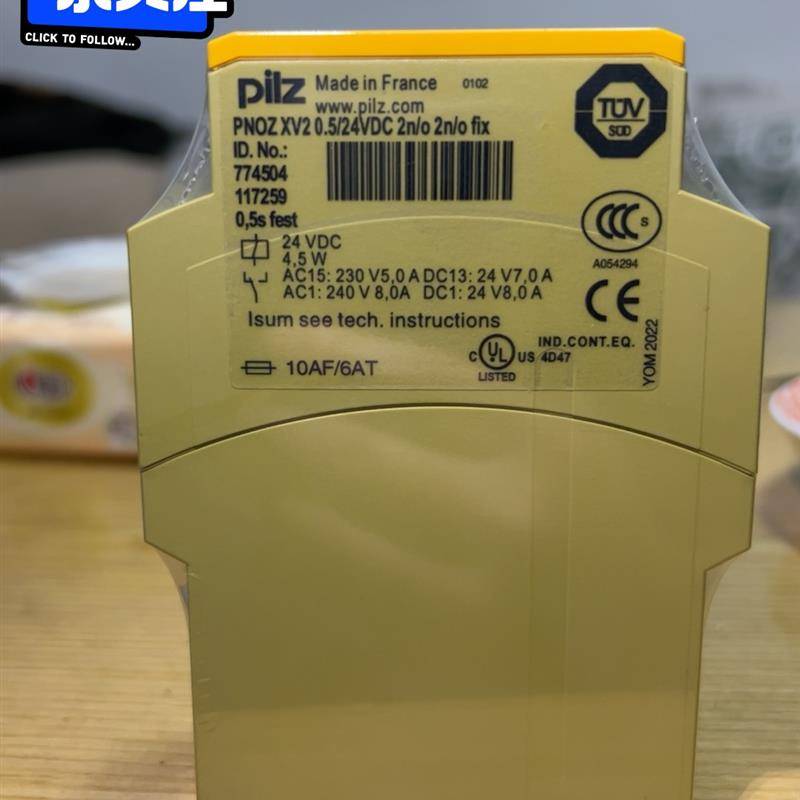 CLICK TO FOLLOW...
pilz Made in France 0102
www.pilz.com
PNOZ XV2 0.5/24VDC 2n/o 2n/o fix
ID. No.:
774504
117259
0,5s fest
24 VDC
4,5 W
AC15: 230 V5,0 A DC13: 24 V7,0 A
AC1: 240 V 8,0A DC1: 24 V8,0 A
Isum see tech. instructions
10AF/6AT
TÜV
SÜD
CCC S
A054294
CE
C UL US
LISTED
IND.CONT.EQ.
4D47
YOM 2022